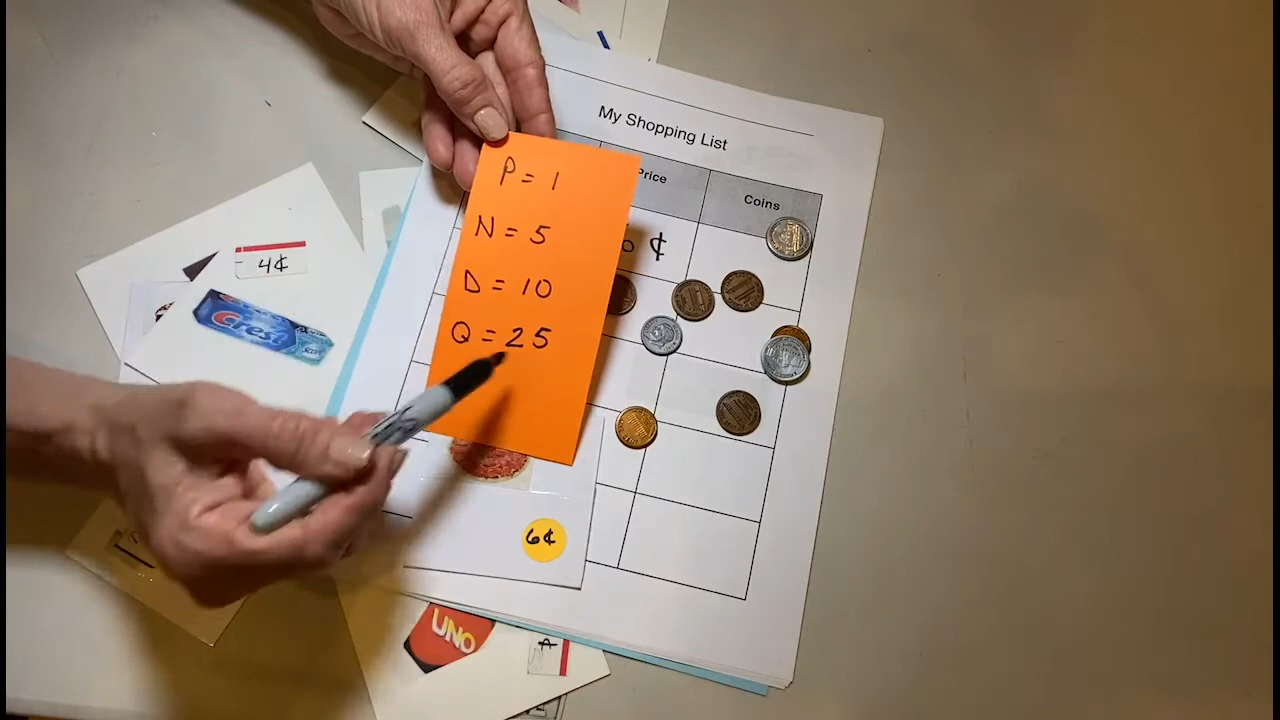 My Shopping List
Price
Coins
¢
P = 1
N = 5
D = 10
Q = 25
4¢
Crest
6¢
UNO